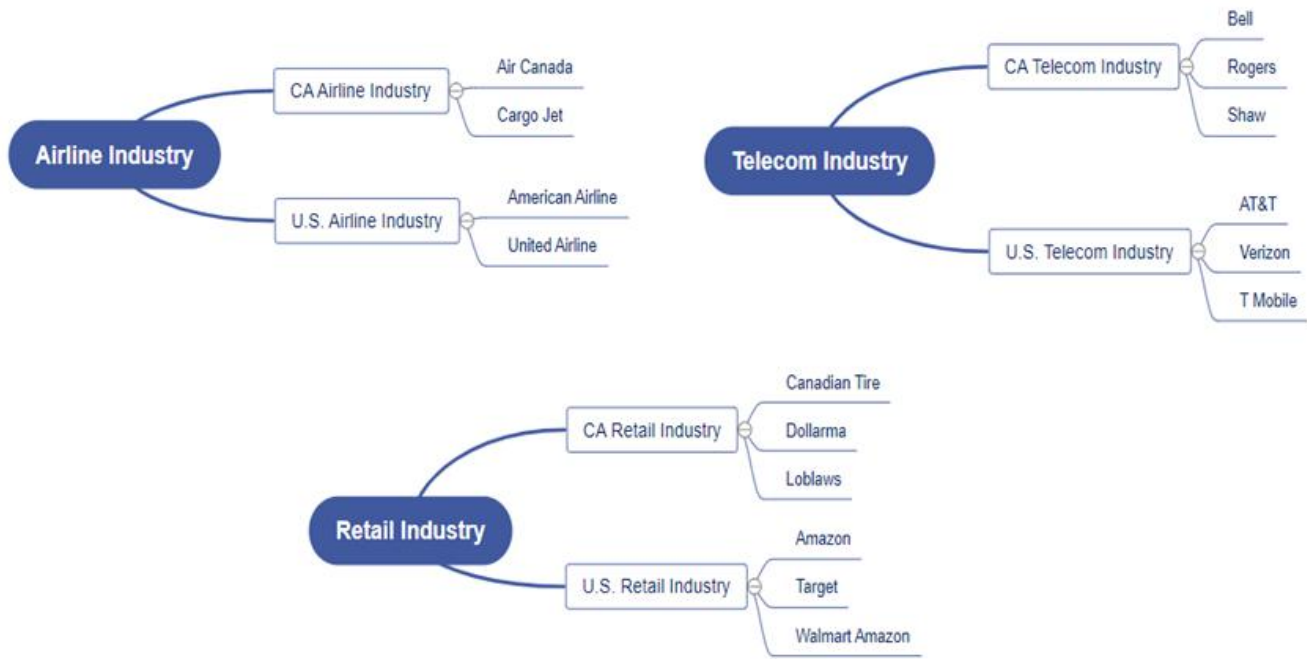 Airline Industry
CA Airline Industry
Air Canada
Cargo Jet
U.S. Airline Industry
American Airline
United Airline
Telecom Industry
CA Telecom Industry
Bell
Rogers
Shaw
U.S. Telecom Industry
AT&T
Verizon
T Mobile
Retail Industry
CA Retail Industry
Canadian Tire
Dollarma
Loblaws
U.S. Retail Industry
Amazon
Target
Walmart Amazon